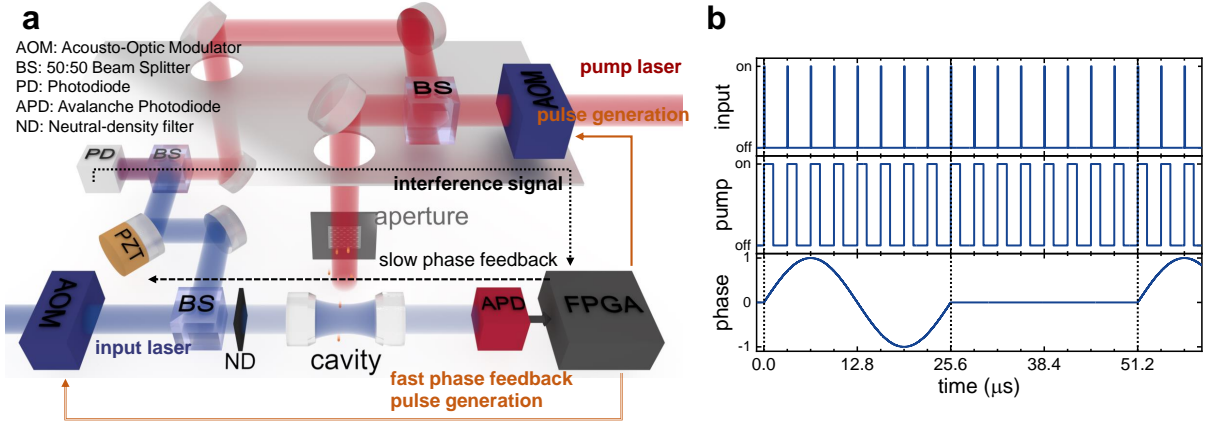 a
AOM: Acousto-Optic Modulator
BS: 50:50 Beam Splitter
PD: Photodiode
APD: Avalanche Photodiode
ND: Neutral-density filter
BS
AOM
pump laser
pulse generation
PD
BS
interference signal
aperture
PZT
slow phase feedback
AOM
BS
APD
FPGA
input laser
ND
cavity
fast phase feedback
pulse generation
b
input
on
off
pump
on
off
phase
1
0
-1
0.0
12.8
25.6
38.4
51.2
time (μs)